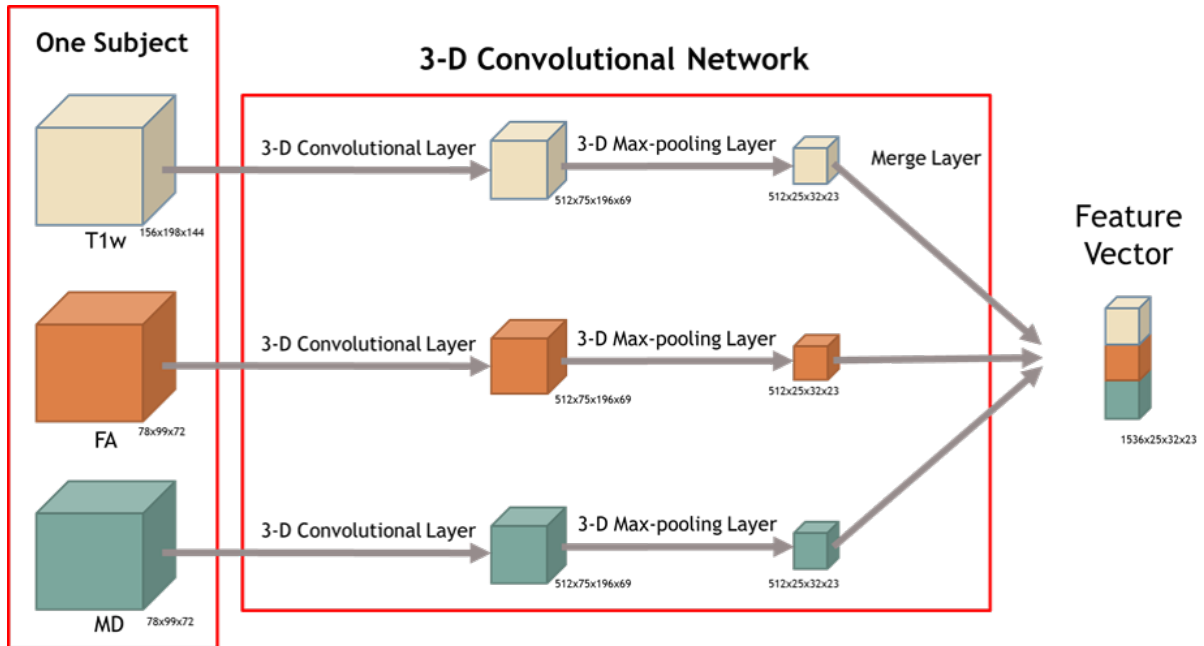 One Subject
3-D Convolutional Network
3-D Convolutional Layer
3-D Max-pooling Layer
Merge Layer
T1w
156x198x144
512x75x196x69
512x25x32x23
Feature
Vector
3-D Convolutional Layer
3-D Max-pooling Layer
FA
78x99x72
512x75x196x69
512x25x32x23
1536x25x32x23
3-D Convolutional Layer
3-D Max-pooling Layer
MD
78x99x72
512x75x196x69
512x25x32x23